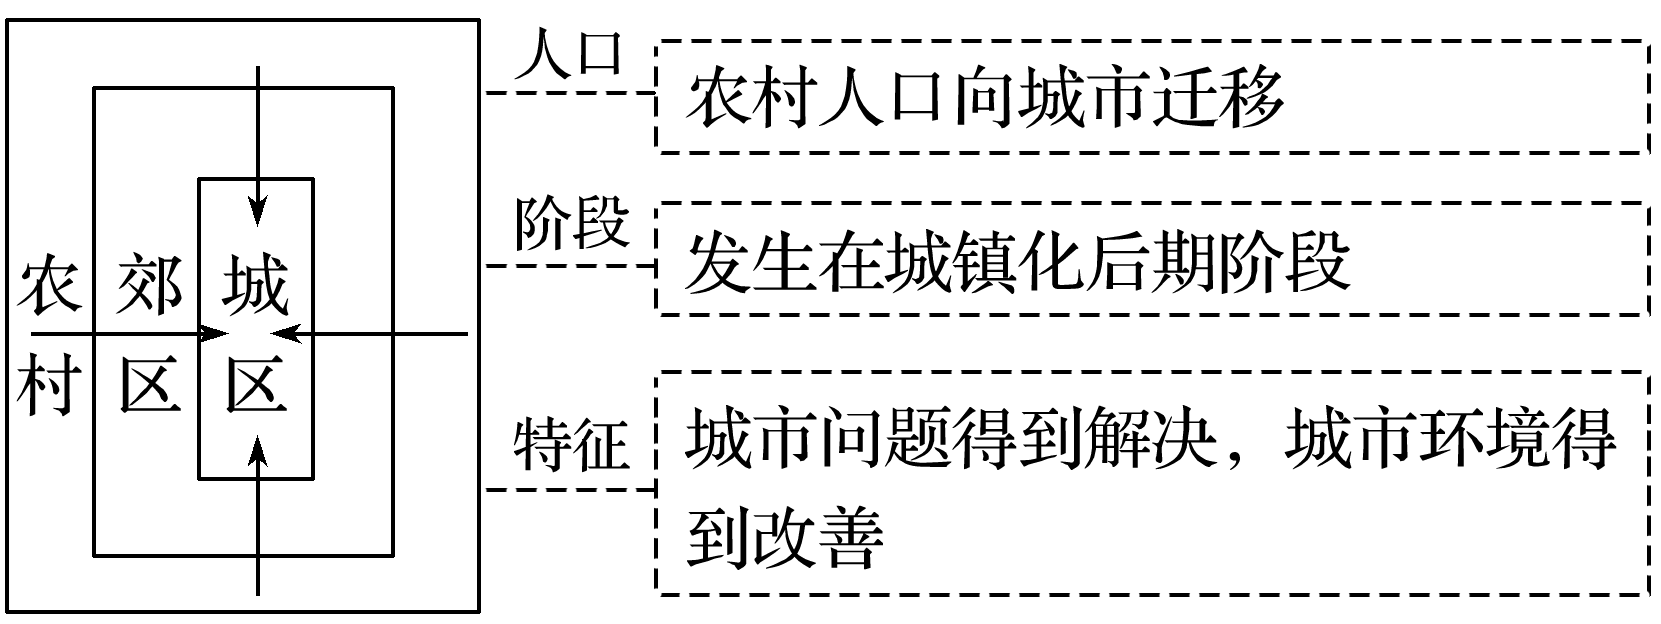 农村
郊区
城区
人口
农村人口向城市迁移
阶段
发生在城镇化后期阶段
特征
城市问题得到解决，城市环境得
到改善